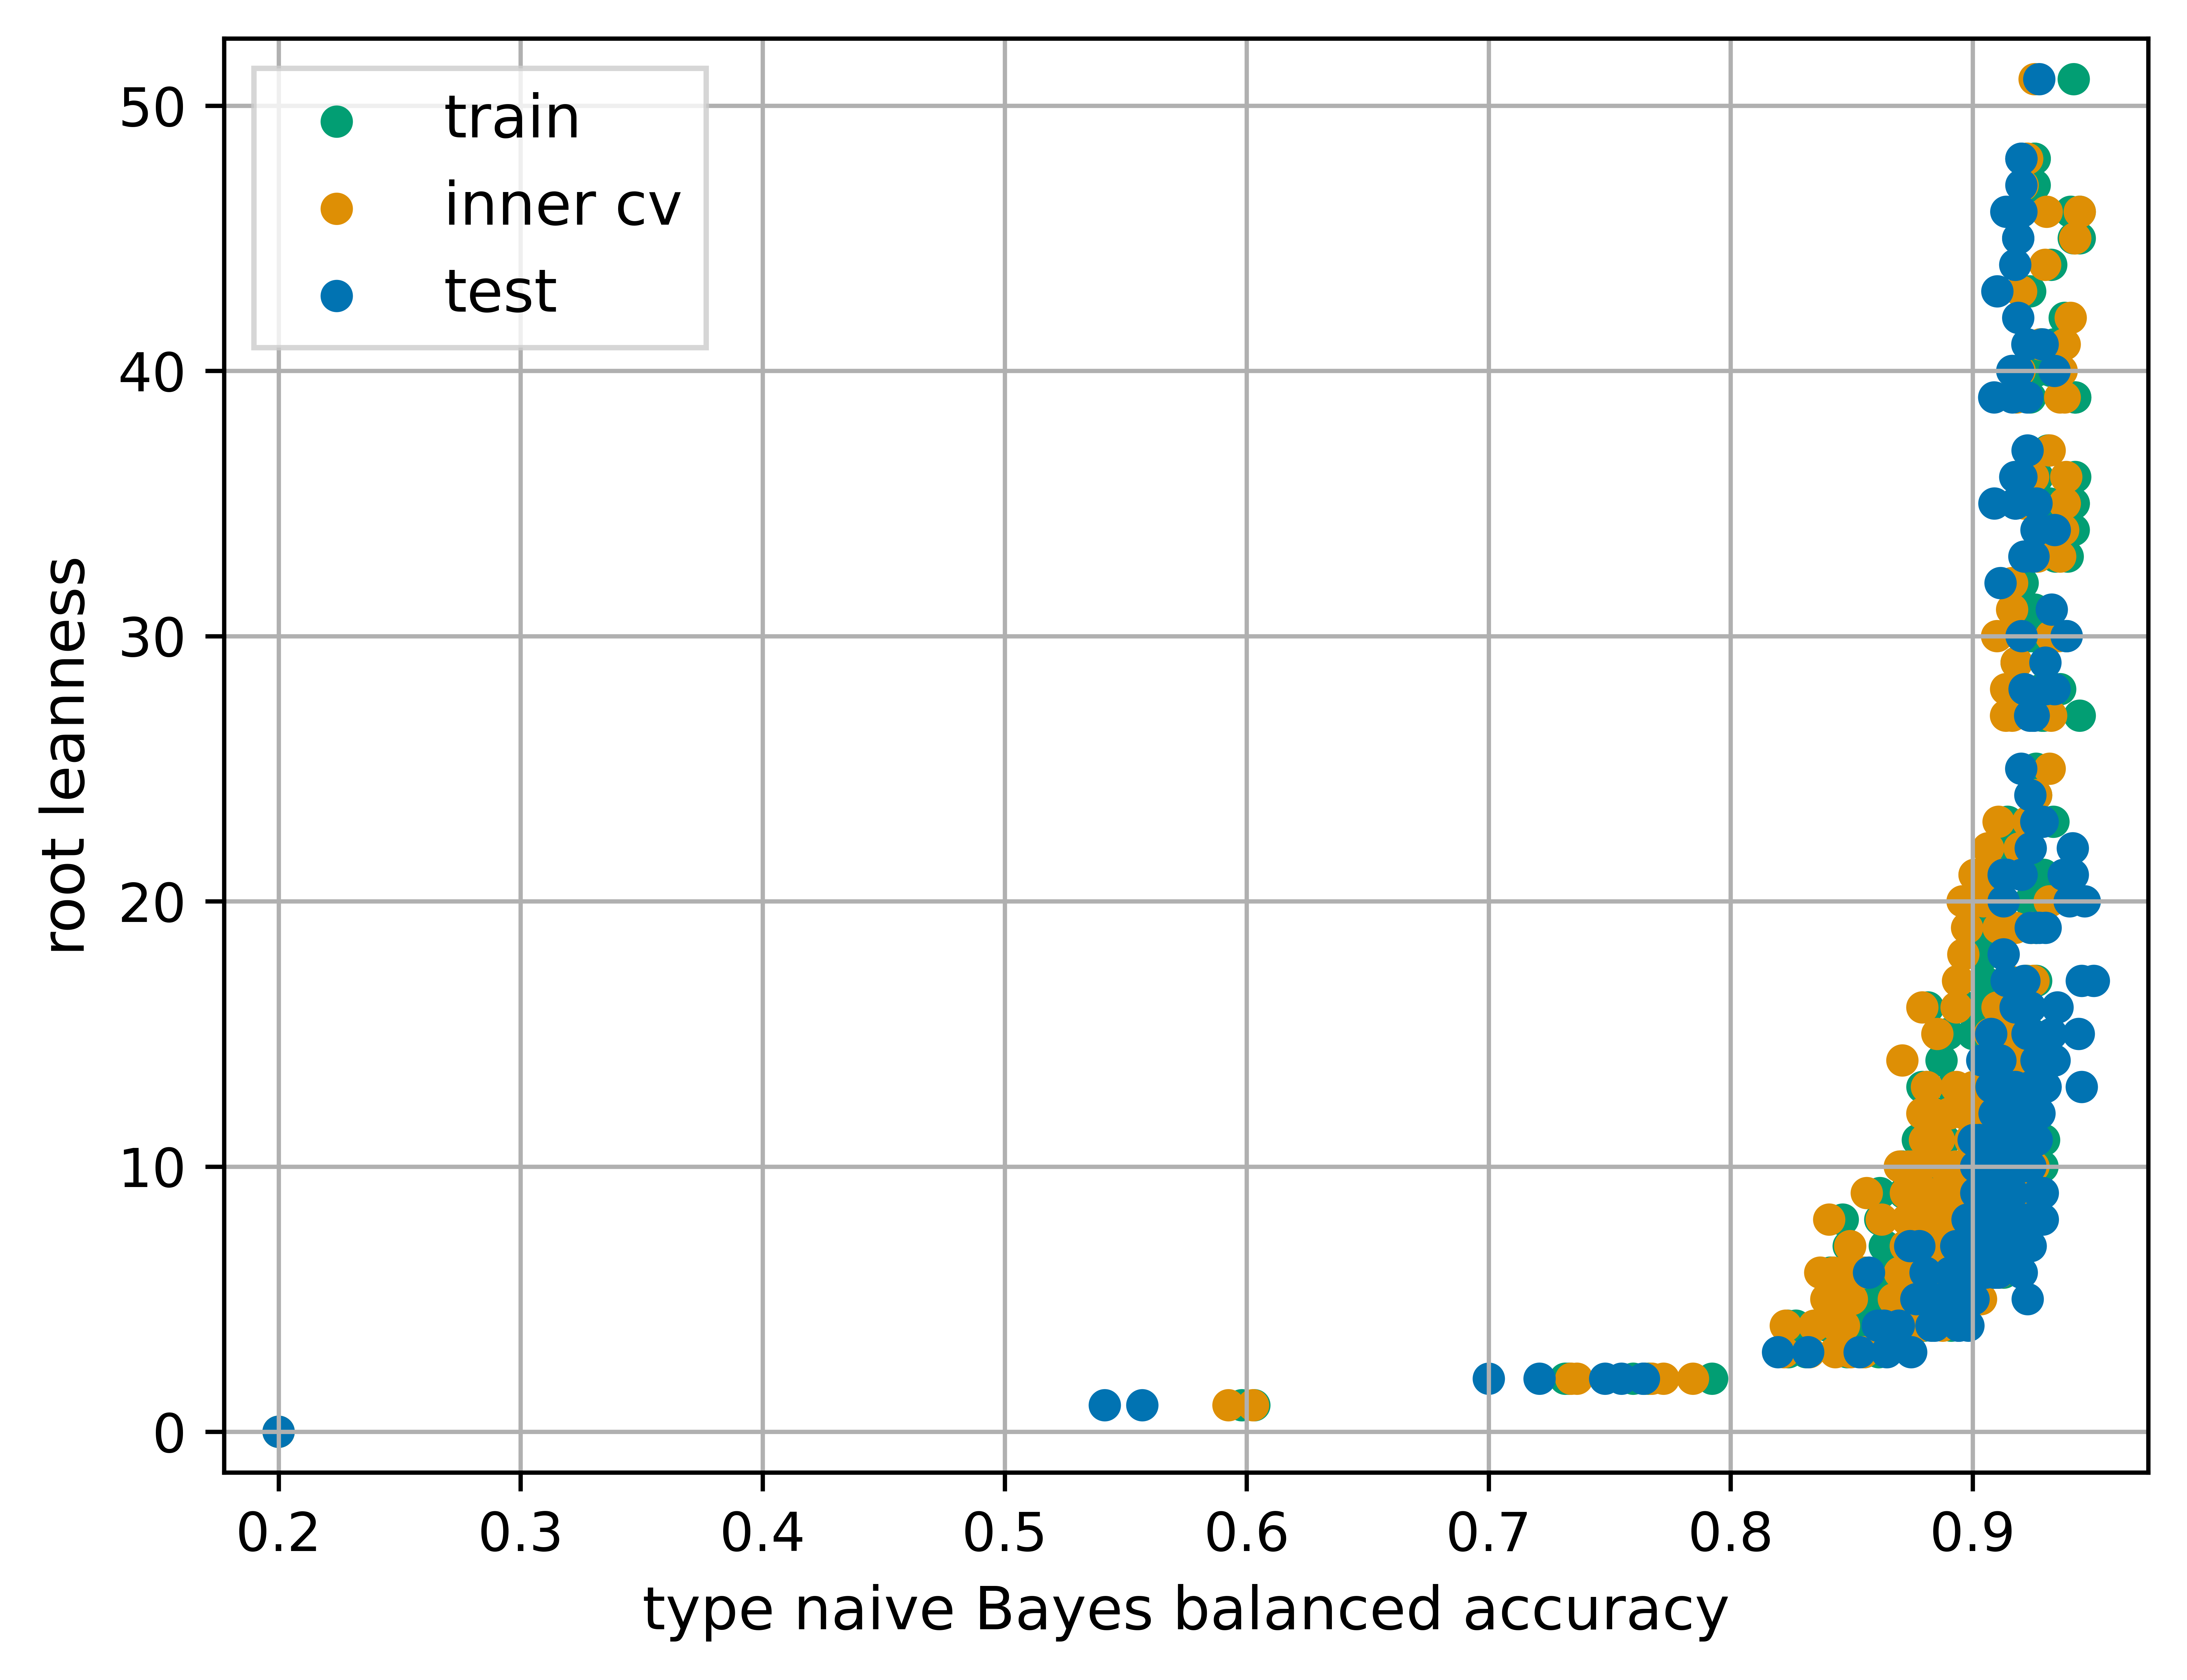 train
inner cv
test
50
40
30
20
10
0
root leanness
0.2 0.3 0.4 0.5 0.6 0.7 0.8 0.9
type naive Bayes balanced accuracy